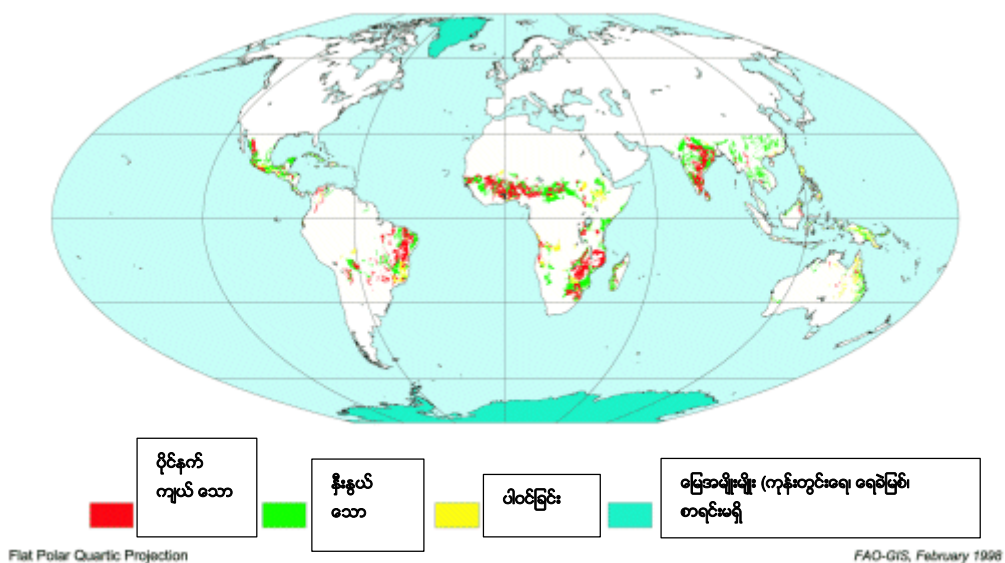 ပိုင်နက်
ကျယ် သော
နှီးနွယ်
သော
ပါဝင်ခြင်း
မြေအမျိုးမျိုး (ကုန်းတွင်းရေ၊ ရေခဲမြစ်၊
စာရင်းမရှိ
Flat Polar Quartic Projection
FAO-GIS, February 1998